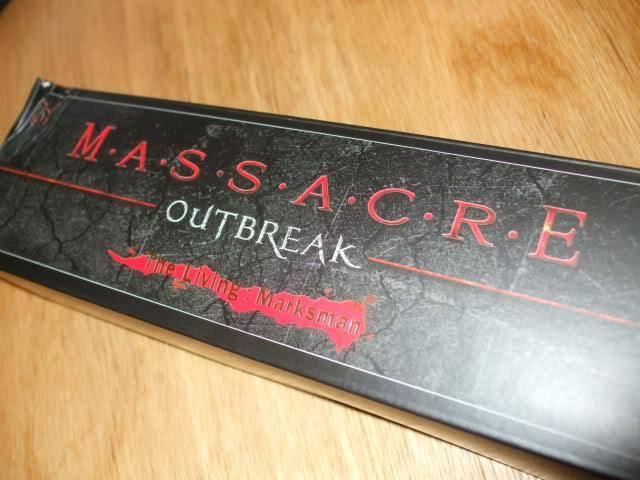 M·A·S·S·A·C·R·E
OUTBREAK
The Living : Marksman